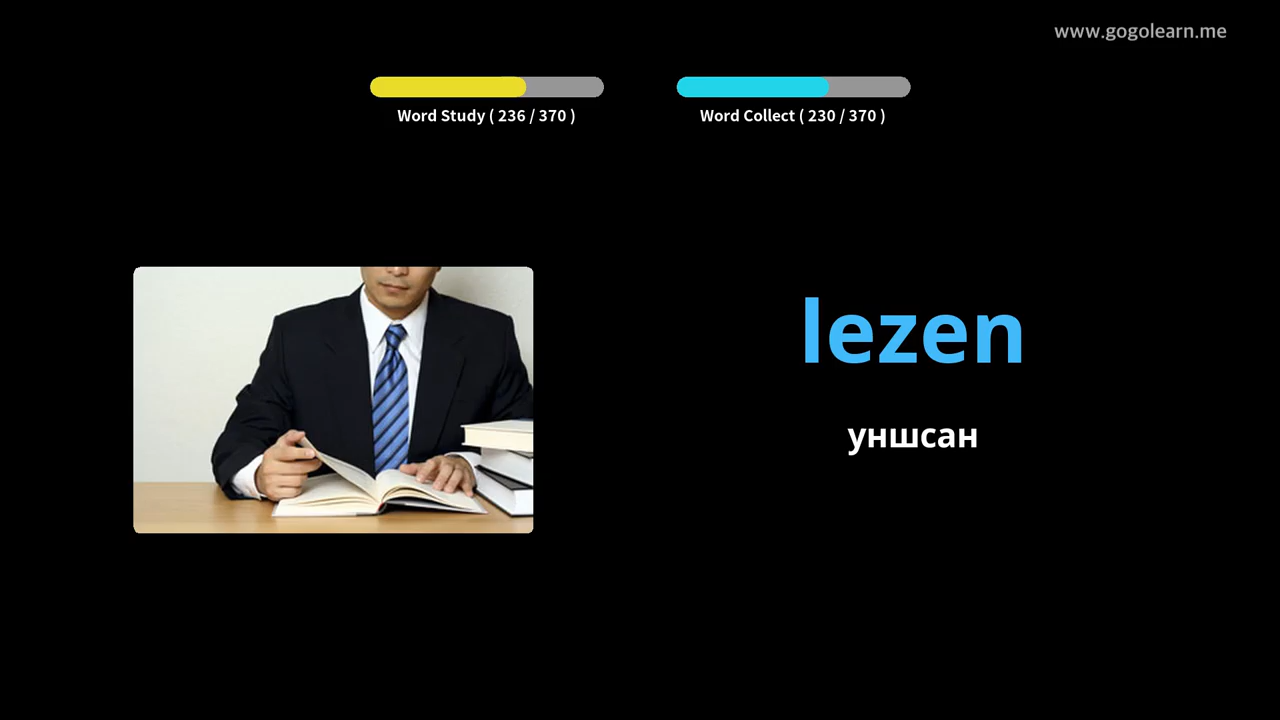 www.gogolearn.me
Word Study ( 236 / 370 )
Word Collect ( 230 / 370 )
lezen
уншсан